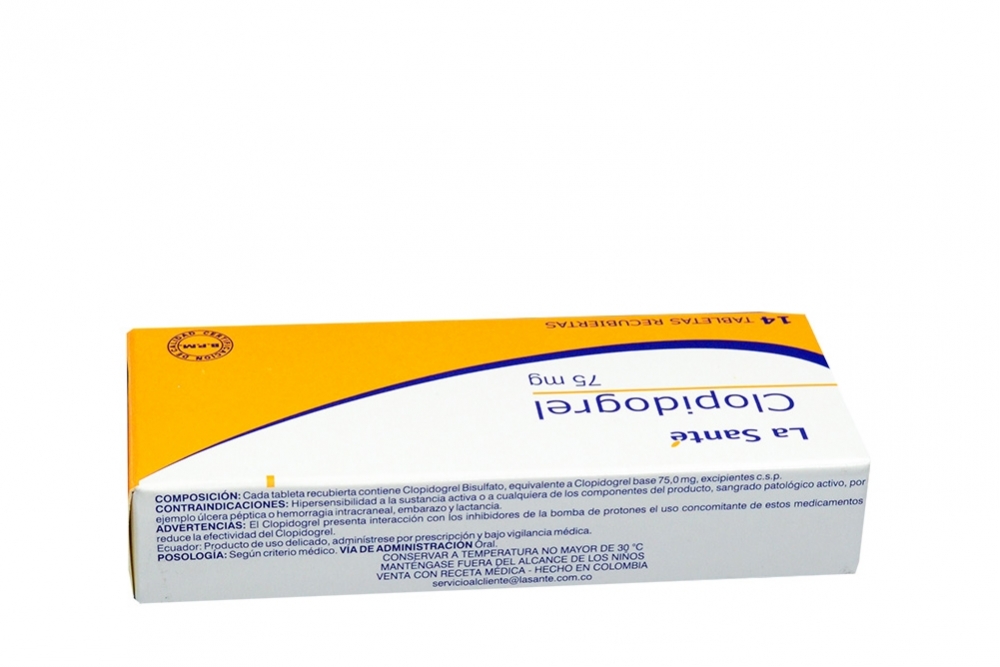 La Santé
Clopidogrel
75 mg
14 TABLETAS RECUBIERTAS
CERTIFICACION DE CALIDAD
B.P.M.
COMPOSICIÓN: Cada tableta recubierta contiene Clopidogrel Bisulfato, equivalente a Clopidogrel base 75,0 mg, excipientes c.s.p.
CONTRAINDICACIONES: Hipersensibilidad a la sustancia activa o a cualquiera de los componentes del producto, sangrado patológico activo, por
ejemplo úlcera péptica o hemorragia intracraneal, embarazo y lactancia.
ADVERTENCIAS: El Clopidogrel presenta interacción con los inhibidores de la bomba de protones el uso concomitante de estos medicamentos
reduce la efectividad del Clopidogrel.
Ecuador: Producto de uso delicado, adminístrese por prescripción y bajo vigilancia médica.
POSOLOGÍA: Según criterio médico. VÍA DE ADMINISTRACIÓN Oral.
CONSERVAR A TEMPERATURA NO MAYOR DE 30 °C
MANTÉNGASE FUERA DEL ALCANCE DE LOS NIÑOS
VENTA CON RECETA MÉDICA - HECHO EN COLOMBIA
servicioalcliente@lasante.com.co